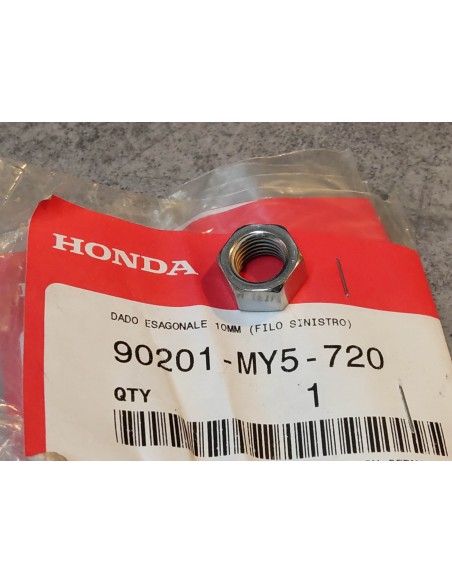 HONDA
DADO ESAGONALE 10MM (FILO SINISTRO)
90201-MY5-720
QTY 1